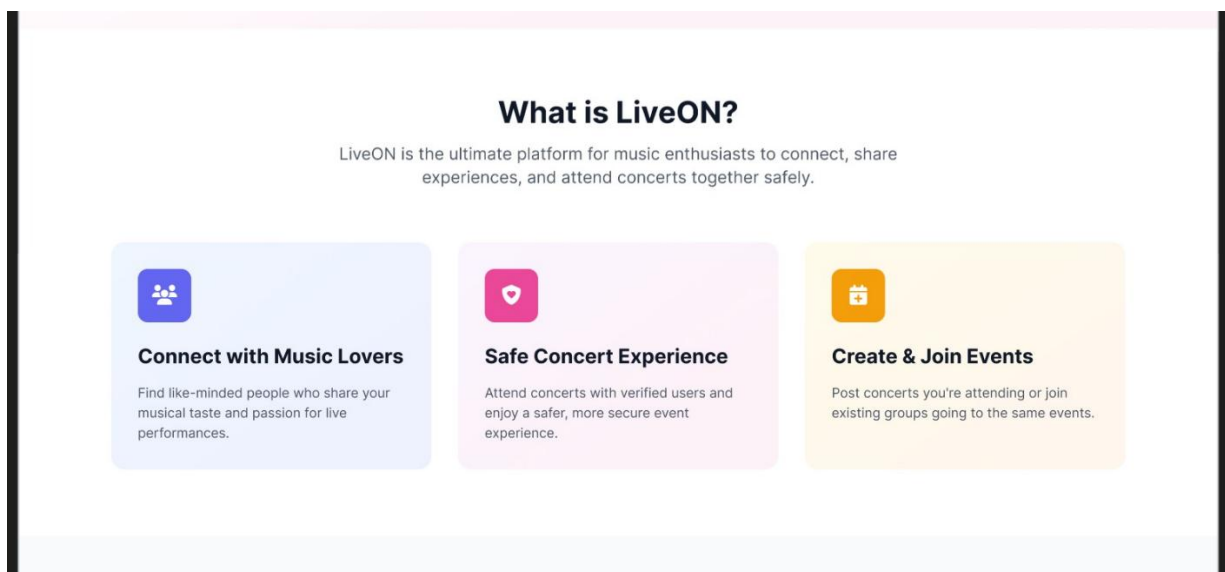 What is LiveON?
LiveON is the ultimate platform for music enthusiasts to connect, share
experiences, and attend concerts together safely.
Connect with Music Lovers
Find like-minded people who share your
musical taste and passion for live
performances.
Safe Concert Experience
Attend concerts with verified users and
enjoy a safer, more secure event
experience.
Create & Join Events
Post concerts you're attending or join
existing groups going to the same events.